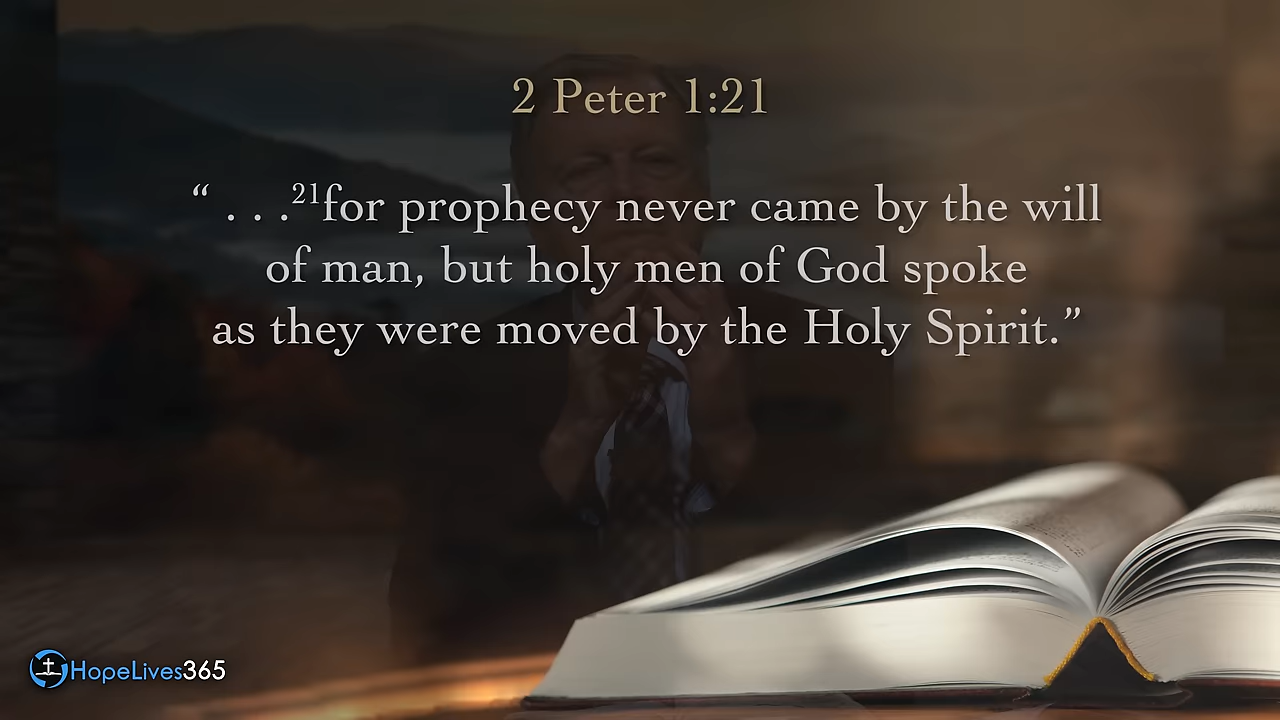 2 Peter 1:21
“ . . .²¹for prophecy never came by the will
of man, but holy men of God spoke
as they were moved by the Holy Spirit.”
HopeLives365